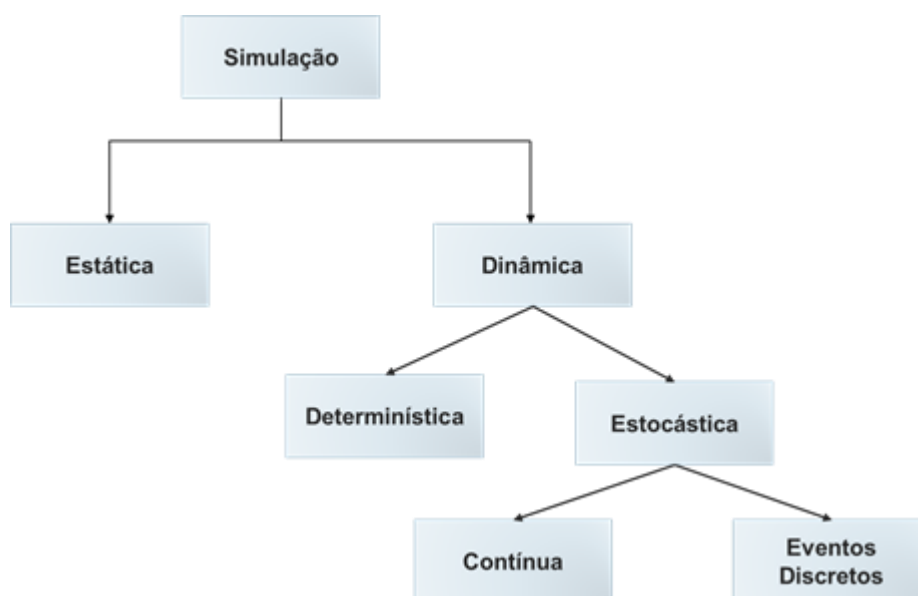 Simulação
Estática
Dinâmica
Determinística
Estocástica
Contínua
Eventos
Discretos